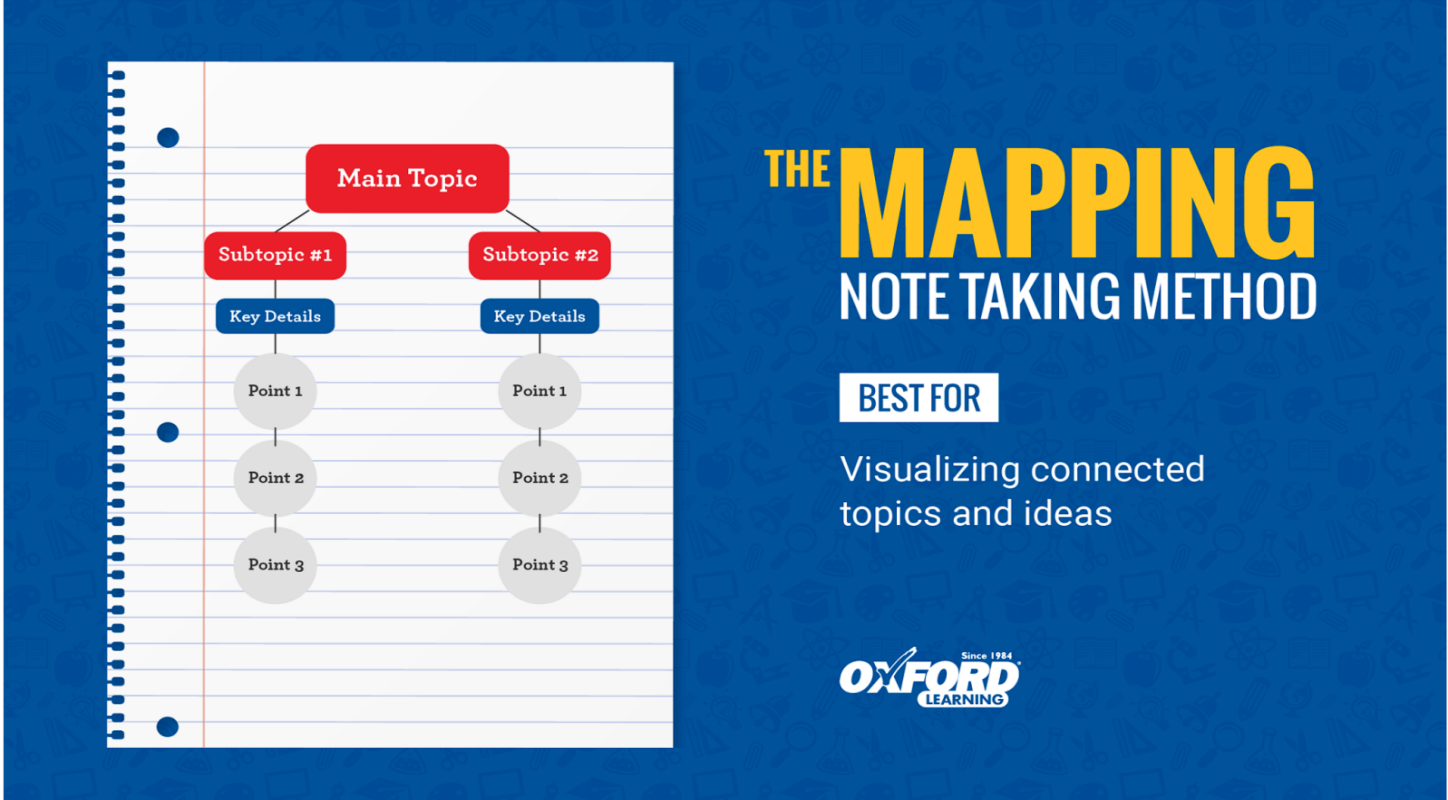 Main Topic
Subtopic #1
Subtopic #2
Key Details
Key Details
Point 1
Point 1
Point 2
Point 2
Point 3
Point 3
THE MAPPING
NOTE TAKING METHOD
BEST FOR
Visualizing connected
topics and ideas
Since 1984
OXFORD
LEARNING